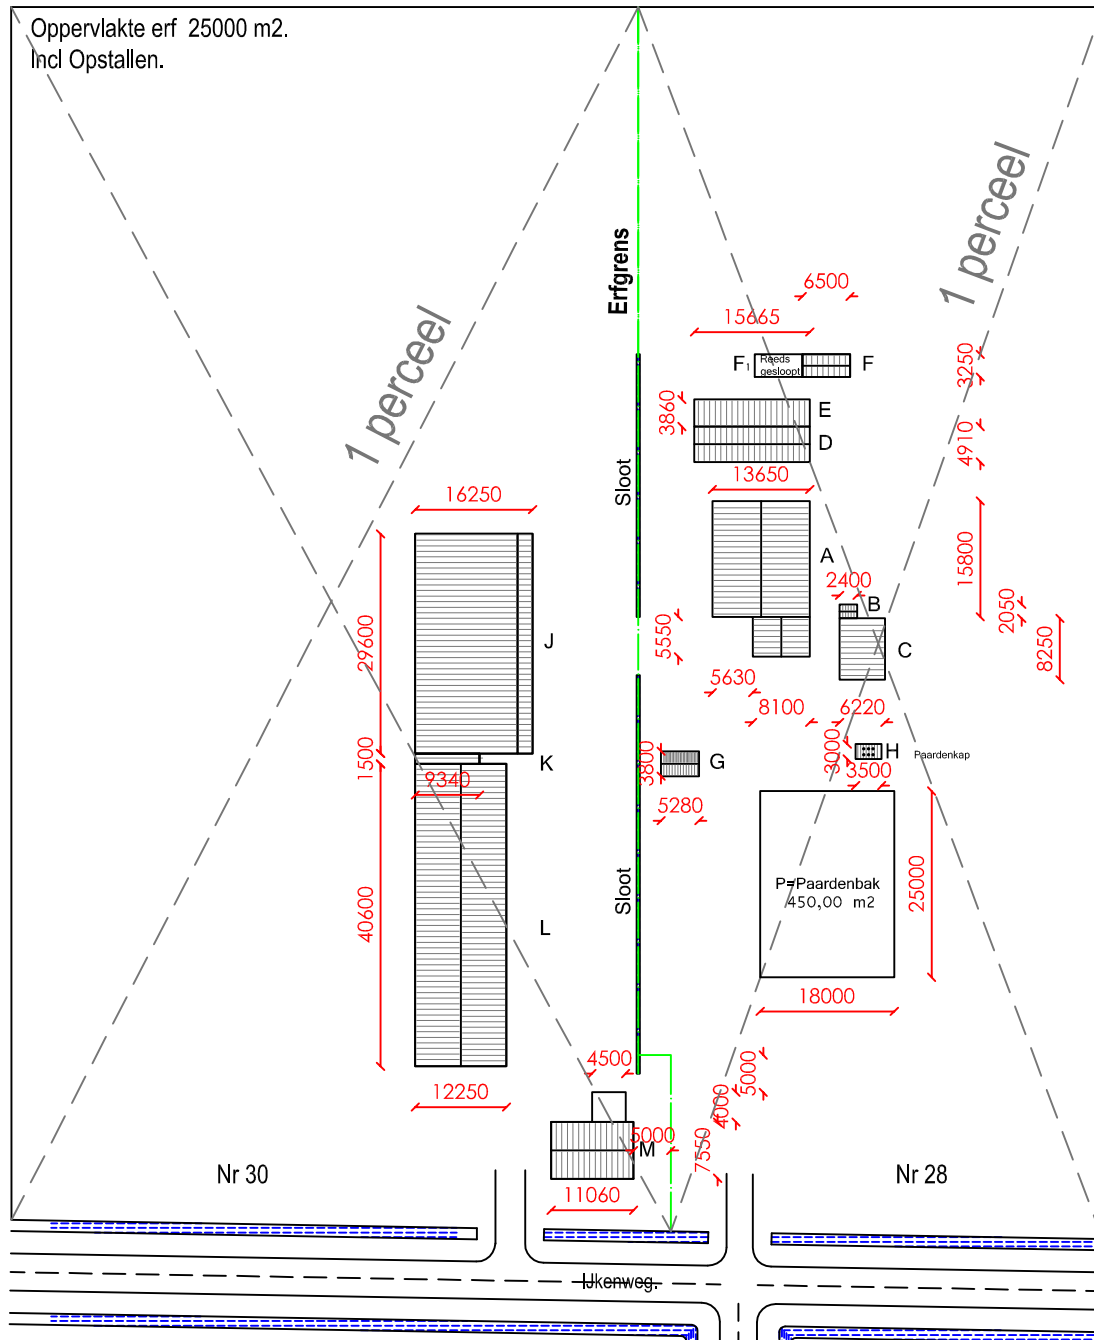 Oppervlakte erf 25000 m2.
Incl Opstallen.
1 perceel
1 perceel
Erfgrens
6500
15665
F1
Reeds
gesloopt
F
3250
3860
E
D
4910
Sloot
13650
16250
A
15800
2400
B
2050
8250
C
5550
29600
J
5630
8100
6220
1500
K
9340
3800
G
5280
3000
H
Paardenkap
3500
P=Paardenbak
450,00 m2
25000
18000
40600
L
Sloot
4500
12250
5000
4000
5000
M
7550
11060
Nr 30
Nr 28
IJkenweg.